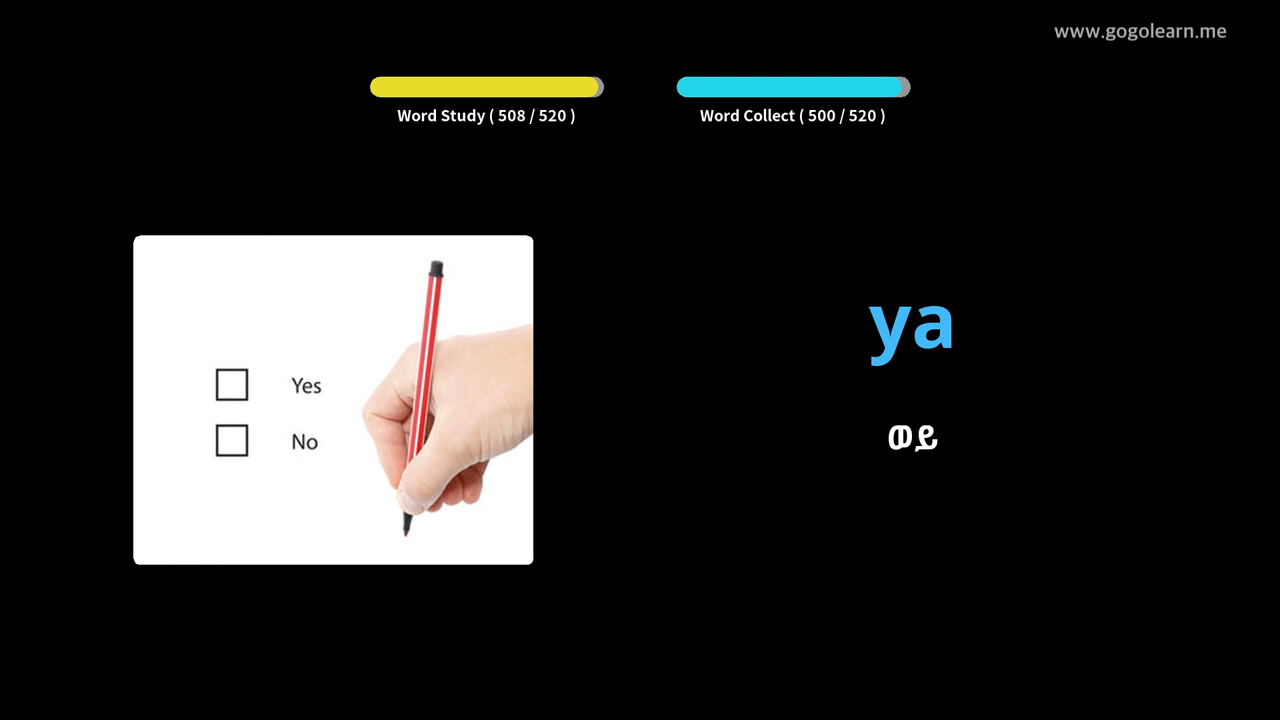 www.gogolearn.me
Word Study ( 508 / 520 )
Word Collect ( 500 / 520 )
Yes
No
ya
ወይ